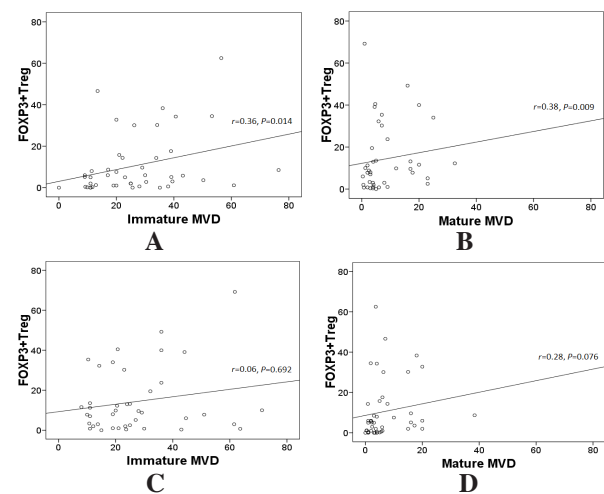 80
60
40
20
0
FOXP3+Treg
r=0.36, P=0.014
0 20 40 60 80
Immature MVD
A
80
60
40
20
0
FOXP3+Treg
r=0.38, P=0.009
0 20 40 60 80
Mature MVD
B
80
60
40
20
0
FOXP3+Treg
r=0.06, P=0.692
0 20 40 60 80
Immature MVD
C
80
60
40
20
0
FOXP3+Treg
r=0.28, P=0.076
0 20 40 60 80
Mature MVD
D